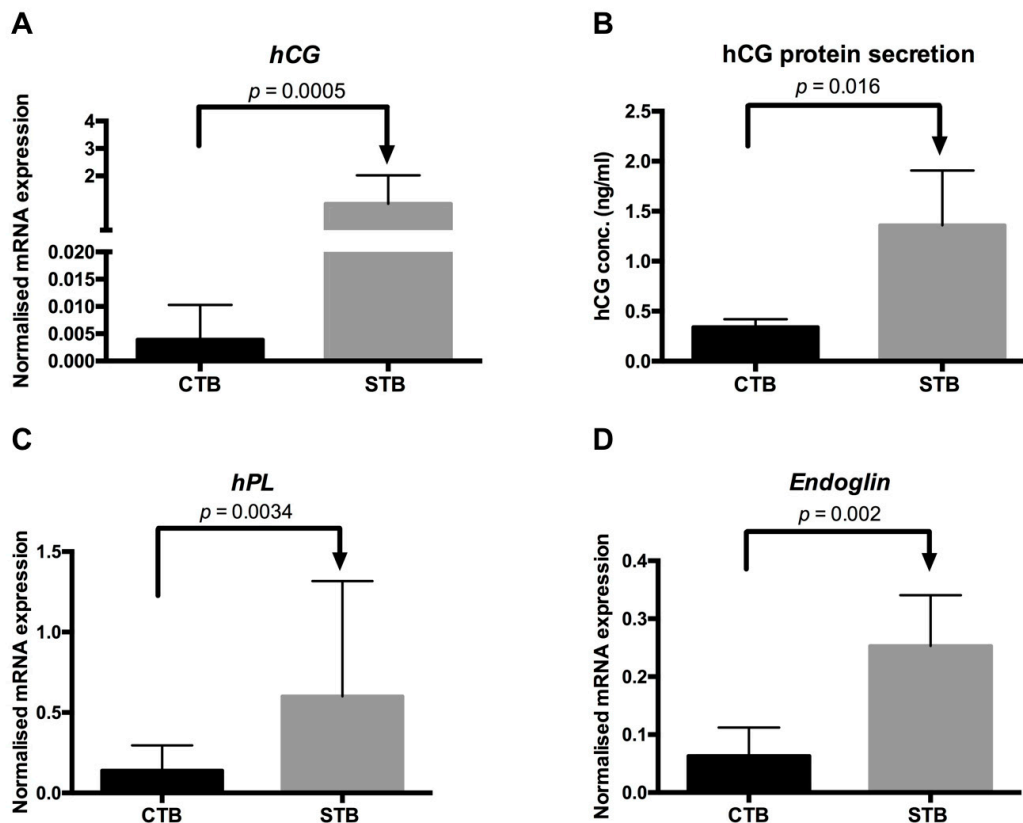 A
hCG
p = 0.0005
Normalised mRNA expression
4
3
2
0.020
0.015
0.010
0.005
0.000
CTB STB
B
hCG protein secretion
p = 0.016
hCG conc. (ng/ml)
2.5
2.0
1.5
1.0
0.5
0.0
CTB STB
C
hPL
p = 0.0034
Normalised mRNA expression
1.5
1.0
0.5
0.0
CTB STB
D
Endoglin
p = 0.002
Normalised mRNA expression
0.4
0.3
0.2
0.1
0.0
CTB STB